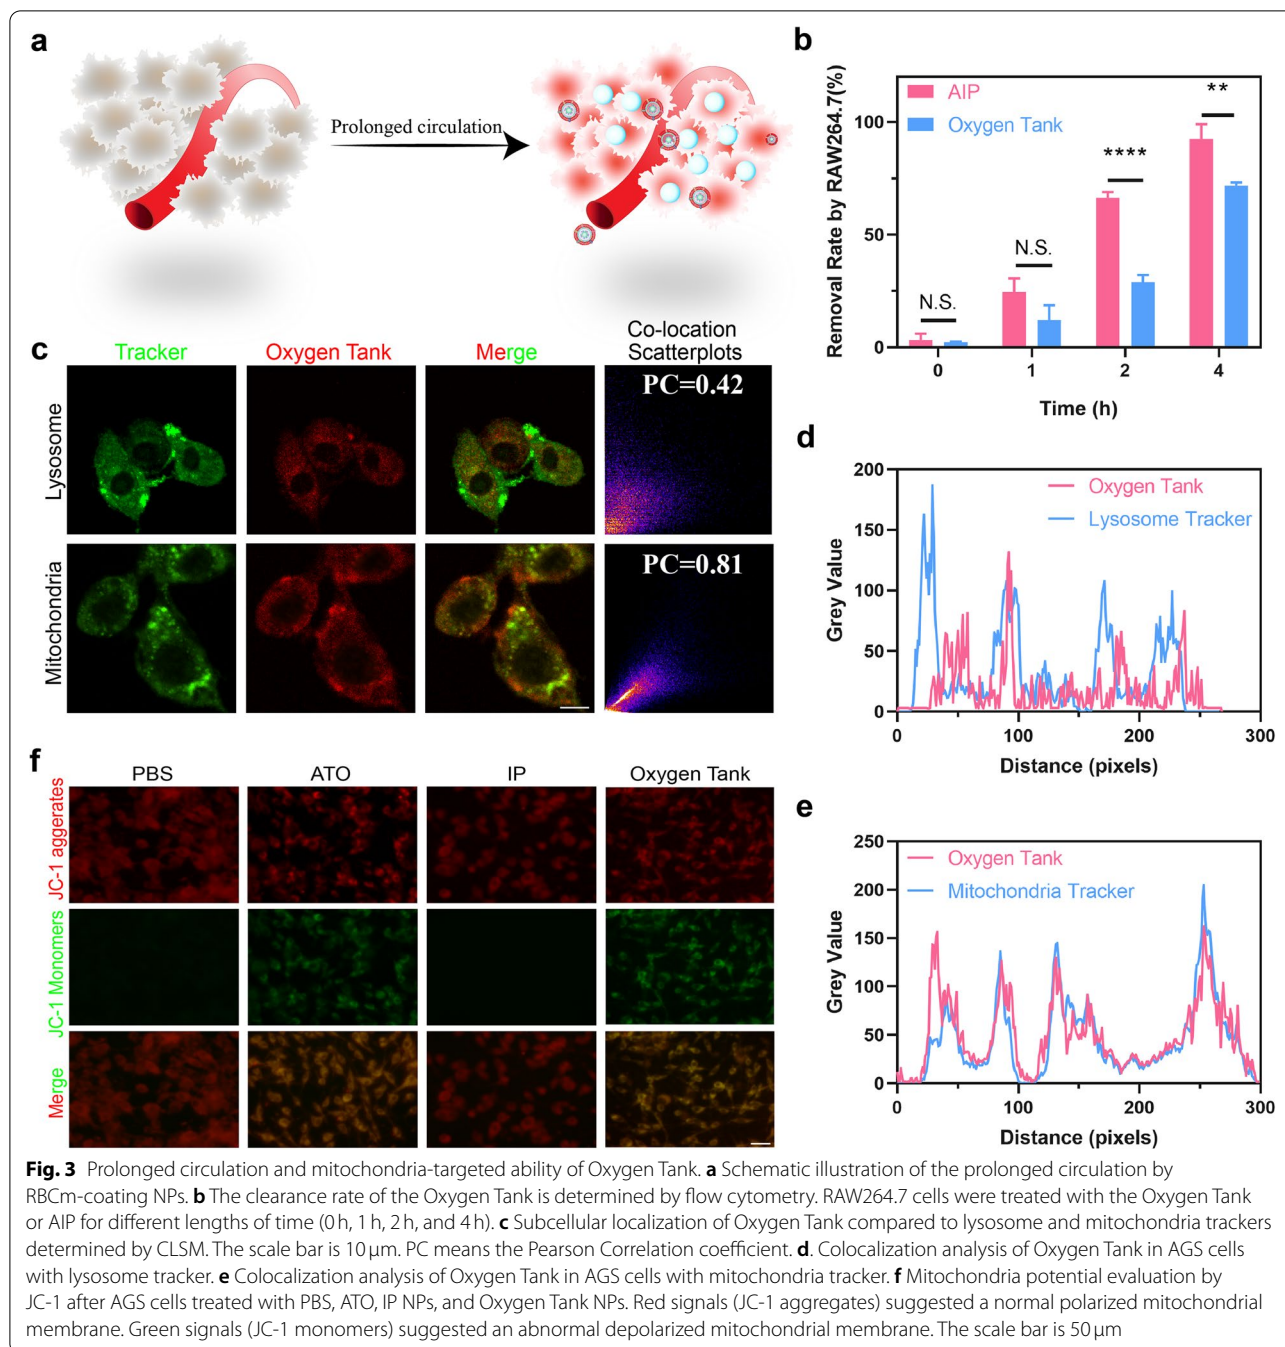 a
Prolonged circulation
b
AIP
Oxygen Tank
Removal Rate by RAW264.7(%)
100
50
0
N.S.
N.S.
****
**
0
1
2
4
Time (h)
c
Tracker
Oxygen Tank
Merge
Co-location
Scatterplots
Lysosome
PC=0.42
Mitochondria
PC=0.81
d
Oxygen Tank
Lysosome Tracker
Grey Value
200
150
100
50
0
0
100
200
300
Distance (pixels)
e
Oxygen Tank
Mitochondria Tracker
Grey Value
250
200
150
100
50
0
0
100
200
300
Distance (pixels)
f
PBS
ATO
IP
Oxygen Tank
JC-1 aggerates
JC-1 Monomers
Merge
Fig. 3 Prolonged circulation and mitochondria-targeted ability of Oxygen Tank. a Schematic illustration of the prolonged circulation by
RBCm-coating NPs. b The clearance rate of the Oxygen Tank is determined by flow cytometry. RAW264.7 cells were treated with the Oxygen Tank
or AIP for different lengths of time (0 h, 1 h, 2 h, and 4 h). c Subcellular localization of Oxygen Tank compared to lysosome and mitochondria trackers
determined by CLSM. The scale bar is 10 μm. PC means the Pearson Correlation coefficient. d. Colocalization analysis of Oxygen Tank in AGS cells
with lysosome tracker. e Colocalization analysis of Oxygen Tank in AGS cells with mitochondria tracker. f Mitochondria potential evaluation by
JC-1 after AGS cells treated with PBS, ATO, IP NPs, and Oxygen Tank NPs. Red signals (JC-1 aggregates) suggested a normal polarized mitochondrial
membrane. Green signals (JC-1 monomers) suggested an abnormal depolarized mitochondrial membrane. The scale bar is 50 μm